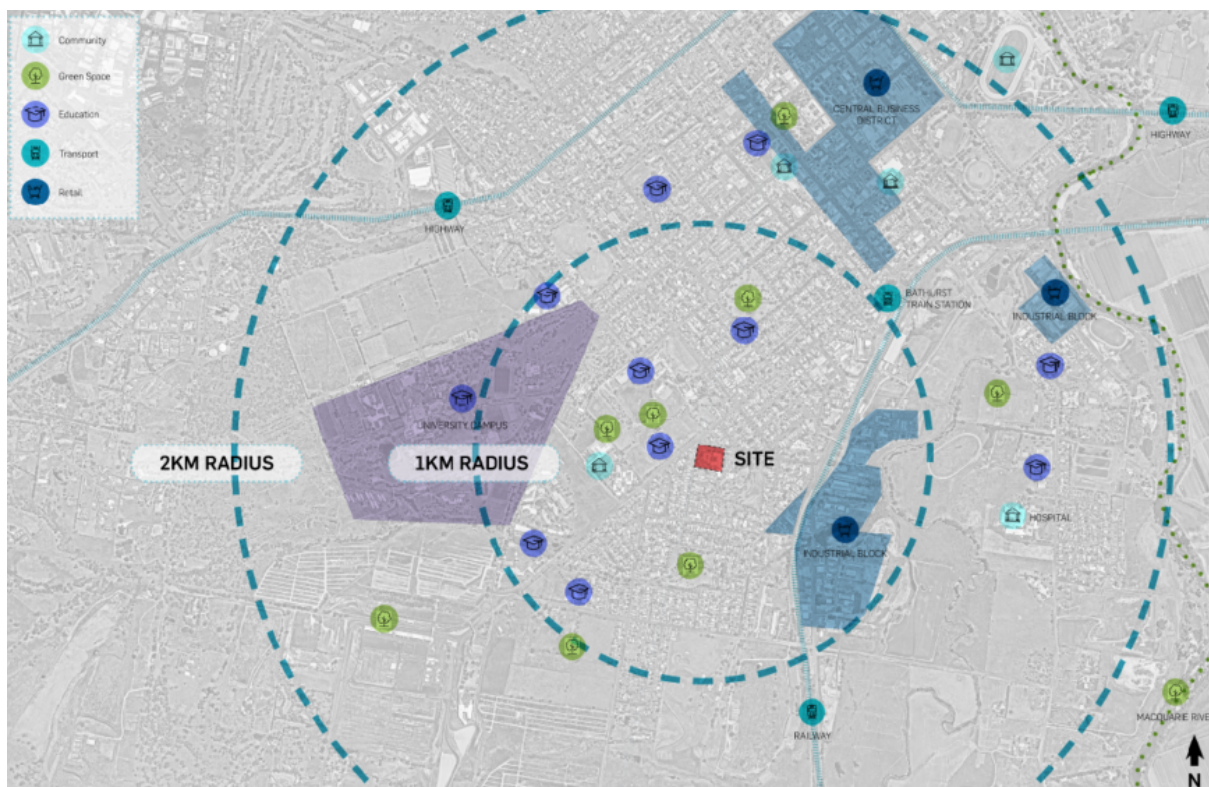 Community
Green Space
Education
Transport
Retail
CENTRAL BUSINESS
DISTRICT
HIGHWAY
HIGHWAY
BATHURST
TRAIN STATION
INDUSTRIAL BLOCK
UNIVERSITY CAMPUS
2KM RADIUS
1KM RADIUS
SITE
HOSPITAL
INDUSTRIAL BLOCK
MACQUARIE RIVE
RAILWAY
N